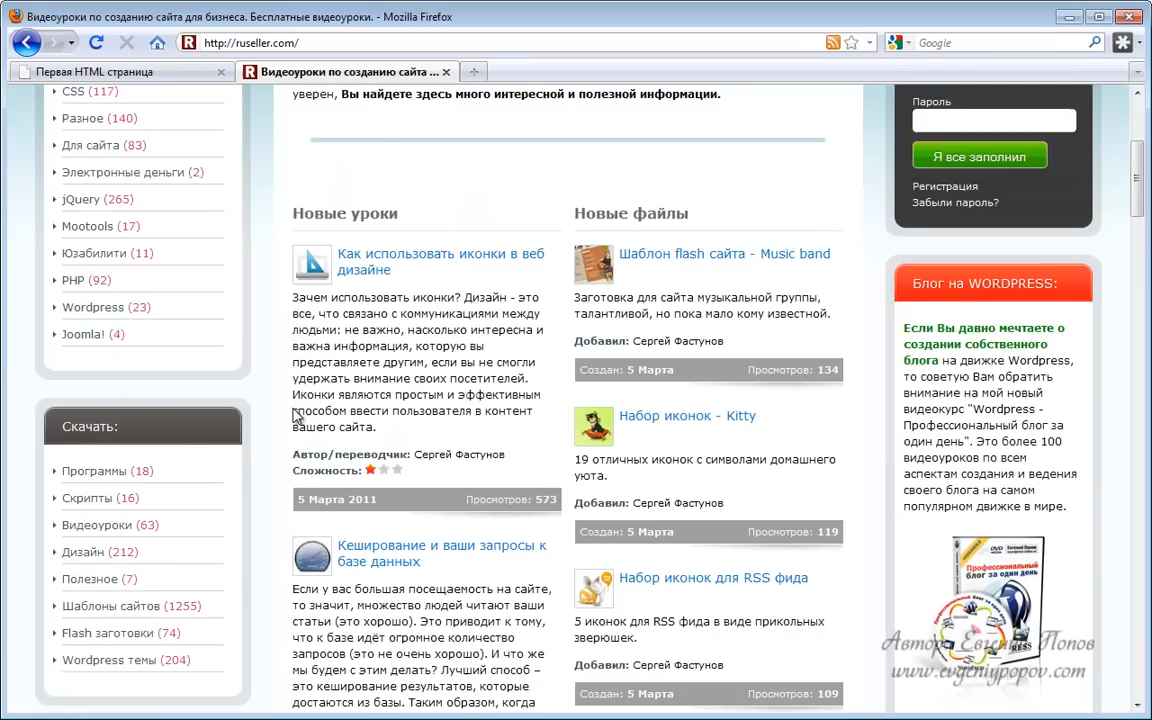 Видеоуроки по созданию сайта для бизнеса. Бесплатные видеоуроки. - Mozilla Firefox
http://ruseller.com/
Google
Первая HTML страница
Видеоуроки по созданию сайта ...
CSS (117)
Разное (140)
Для сайта (83)
Электронные деньги (2)
jQuery (265)
Mootools (17)
Юзабилити (11)
PHP (92)
Wordpress (23)
Joomla! (4)
Скачать:
Программы (18)
Скрипты (16)
Видеоуроки (63)
Дизайн (212)
Полезное (7)
Шаблоны сайтов (1255)
Flash заготовки (74)
Wordpress темы (204)
уверен, Вы найдете здесь много интересной и полезной информации.
Новые уроки
Как использовать иконки в веб
дизайне
Зачем использовать иконки? Дизайн - это
все, что связано с коммуникациями между
людьми: не важно, насколько интересна и
важна информация, которую вы
представляете другим, если вы не смогли
удержать внимание своих посетителей.
Иконки являются простым и эффективным
способом ввести пользователя в контент
вашего сайта.
Автор/переводчик: Сергей Фастунов
Сложность:
5 Марта 2011 Просмотров: 573
Кеширование и ваши запросы к
базе данных
Если у вас большая посещаемость на сайте,
то значит, множество людей читают ваши
статьи (это хорошо). Это приводит к тому,
что к базе идёт огромное количество
запросов (это не очень хорошо). И что же
мы будем с этим делать? Лучший способ –
это кеширование результатов, которые
достаются из базы. Таким образом, когда
Новые файлы
Шаблон flash сайта - Music band
Заготовка для сайта музыкальной группы,
талантливой, но пока мало кому известной.
Добавил: Сергей Фастунов
Создан: 5 Марта Просмотров: 134
Набор иконок - Kitty
19 отличных иконок с символами домашнего
уюта.
Добавил: Сергей Фастунов
Создан: 5 Марта Просмотров: 119
Набор иконок для RSS фида
5 иконок для RSS фида в виде прикольных
зверюшек.
Добавил: Сергей Фастунов
Создан: 5 Марта Просмотров: 109
Пароль
Я все заполнил
Регистрация
Забыли пароль?
Блог на WORDPRESS:
Если Вы давно мечтаете о
создании собственного
блога на движке Wordpress,
то советую Вам обратить
внимание на мой новый
видеокурс "Wordpress -
Профессиональный блог за
один день". Это более 100
видеоуроков по всем
аспектам создания и ведения
своего блога на самом
популярном движке в мире.
Профессиональный
блог за один день
Автор: Евгений Попов
www.evgeniypopov.com